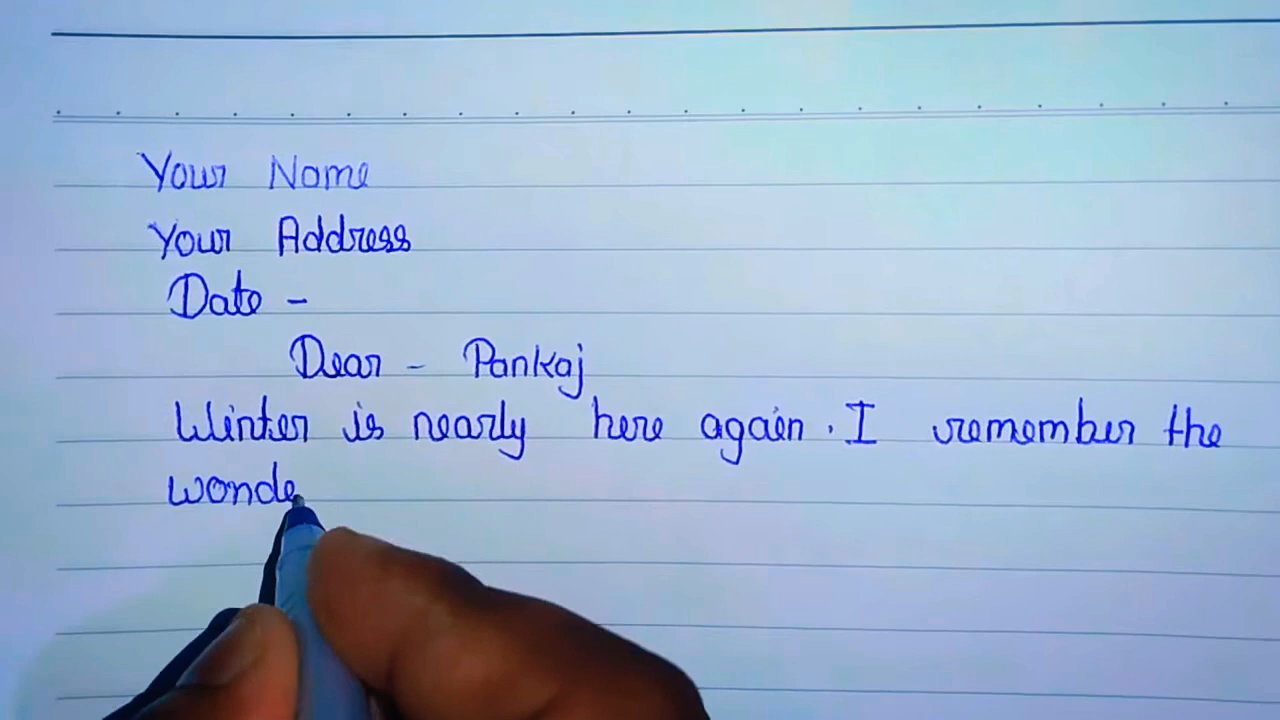 Your Name
Your Address
Date -
Dear - Pankaj
Winter is nearly here again. I remember the
wonde